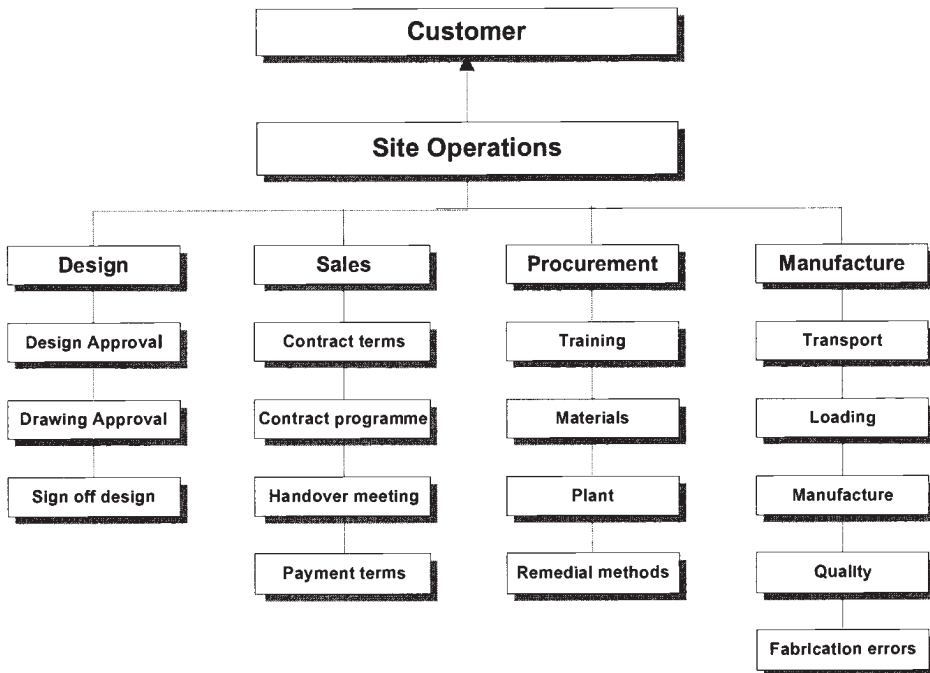 Customer
Site Operations
Design
Sales
Procurement
Manufacture
Design Approval
Contract terms
Training
Transport
Drawing Approval
Contract programme
Materials
Loading
Sign off design
Handover meeting
Plant
Manufacture
Payment terms
Remedial methods
Quality
Fabrication errors